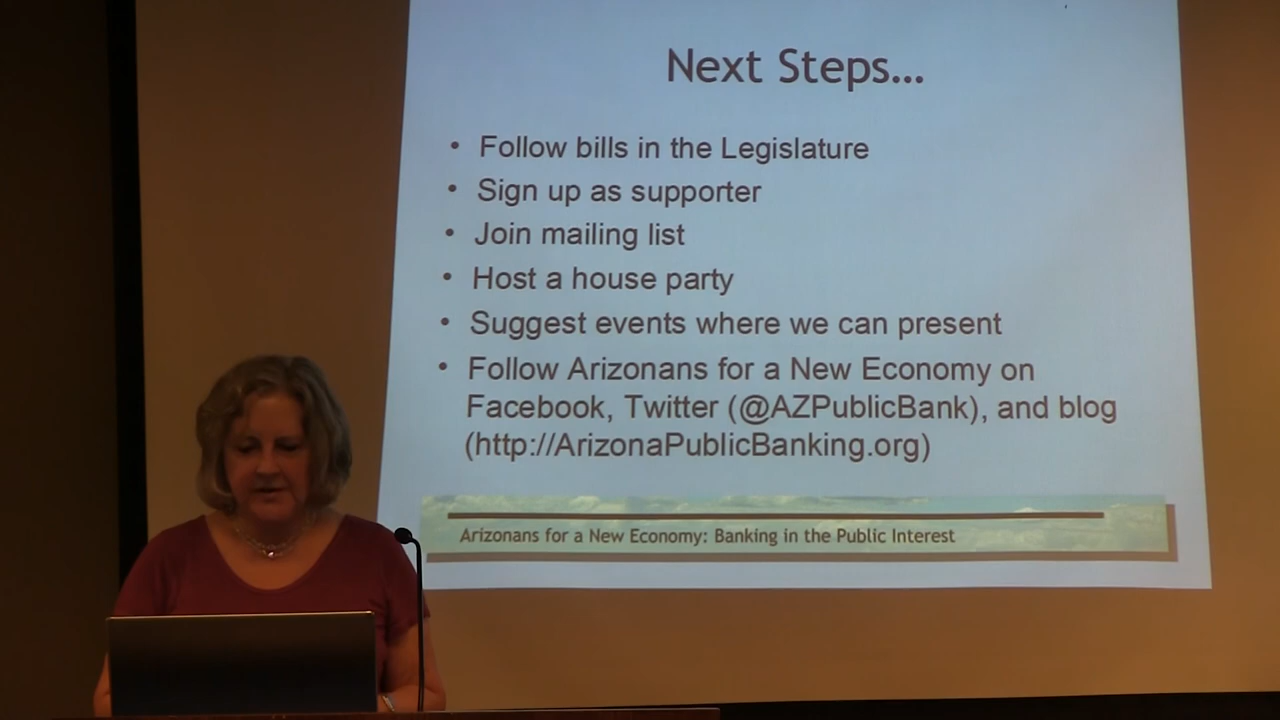 Next Steps...
• Follow bills in the Legislature
• Sign up as supporter
• Join mailing list
• Host a house party
• Suggest events where we can present
• Follow Arizonans for a New Economy on
Facebook, Twitter (@AZPublicBank), and blog
(http://ArizonaPublicBanking.org)
Arizonans for a New Economy: Banking in the Public Interest